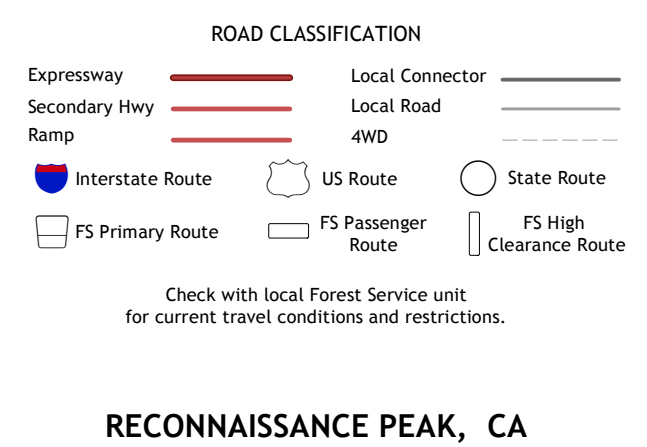 ROAD CLASSIFICATION
Expressway
Local Connector
Secondary Hwy
Local Road
Ramp
4WD
Interstate Route
US Route
State Route
FS Primary Route
FS Passenger
Route
FS High
Clearance Route
Check with local Forest Service unit
for current travel conditions and restrictions.
RECONNAISSANCE PEAK,  CA